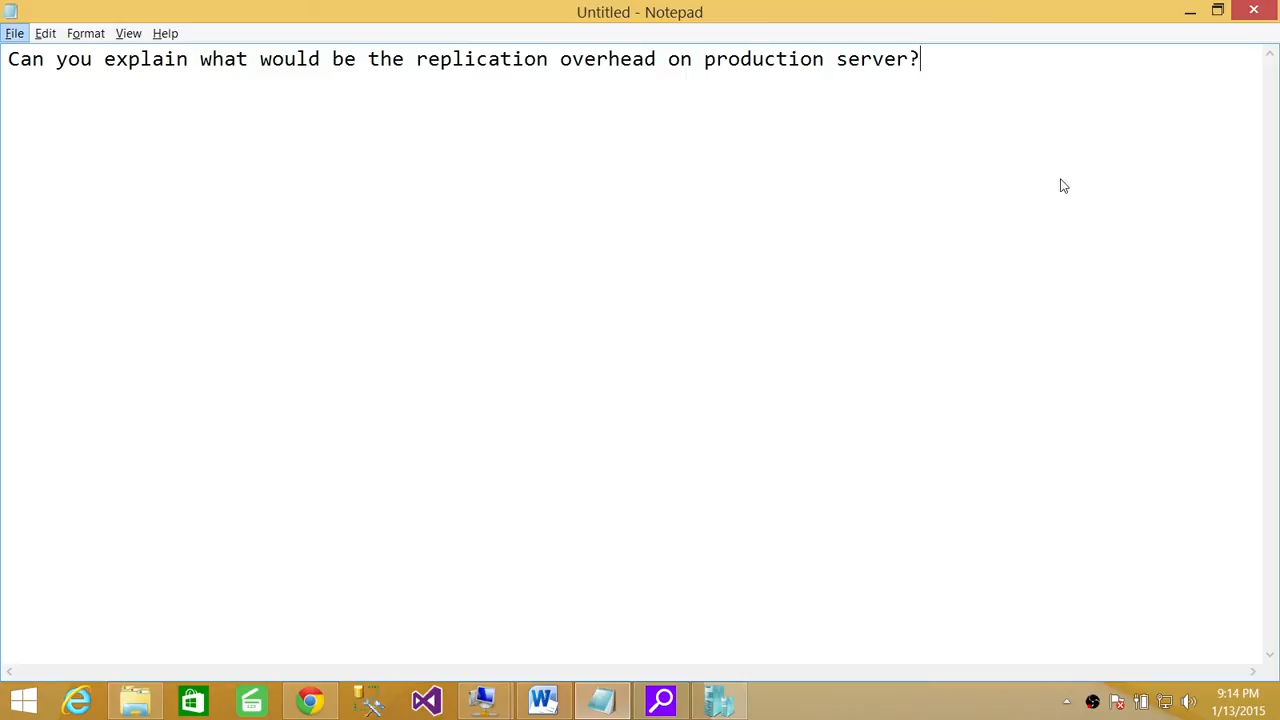 Untitled - Notepad
File Edit Format View Help
Can you explain what would be the replication overhead on production server?
9:14 PM
1/13/2015